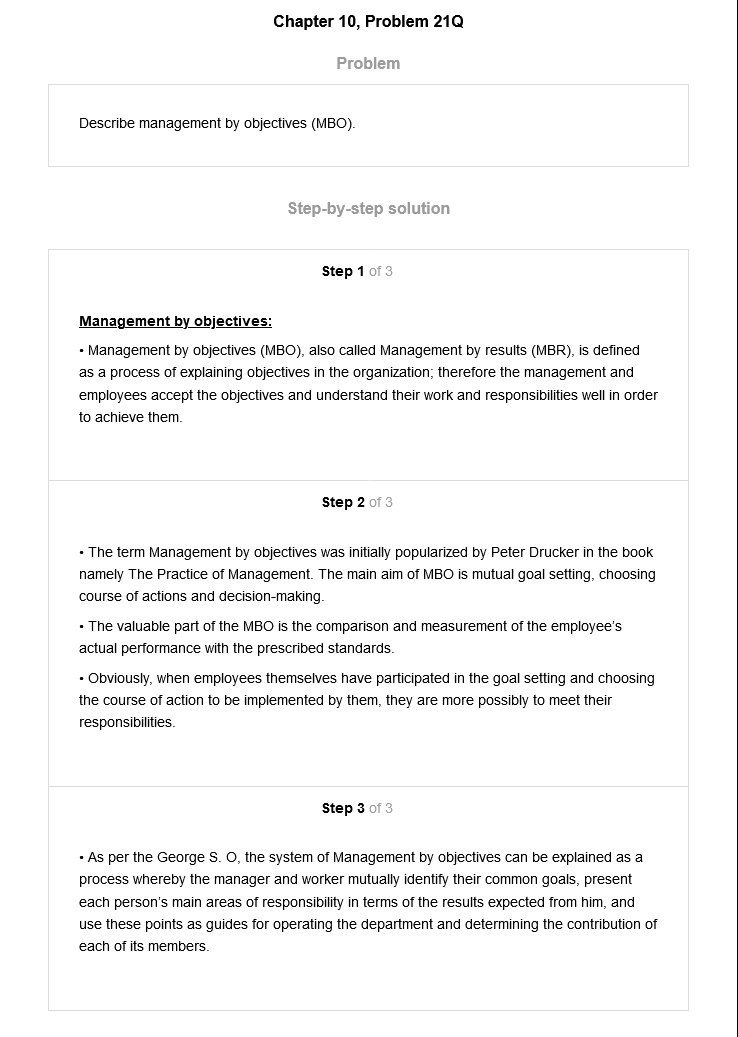 Chapter 10, Problem 21Q
Problem
Describe management by objectives (MBO).
Step-by-step solution
Step 1 of 3
Management by objectives:
• Management by objectives (MBO), also called Management by results (MBR), is defined
as a process of explaining objectives in the organization; therefore the management and
employees accept the objectives and understand their work and responsibilities well in order
to achieve them.
Step 2 of 3
• The term Management by objectives was initially popularized by Peter Drucker in the book
namely The Practice of Management. The main aim of MBO is mutual goal setting, choosing
course of actions and decision-making.
• The valuable part of the MBO is the comparison and measurement of the employee’s
actual performance with the prescribed standards.
• Obviously, when employees themselves have participated in the goal setting and choosing
the course of action to be implemented by them, they are more possibly to meet their
responsibilities.
Step 3 of 3
• As per the George S. O, the system of Management by objectives can be explained as a
process whereby the manager and worker mutually identify their common goals, present
each person’s main areas of responsibility in terms of the results expected from him, and
use these points as guides for operating the department and determining the contribution of
each of its members.